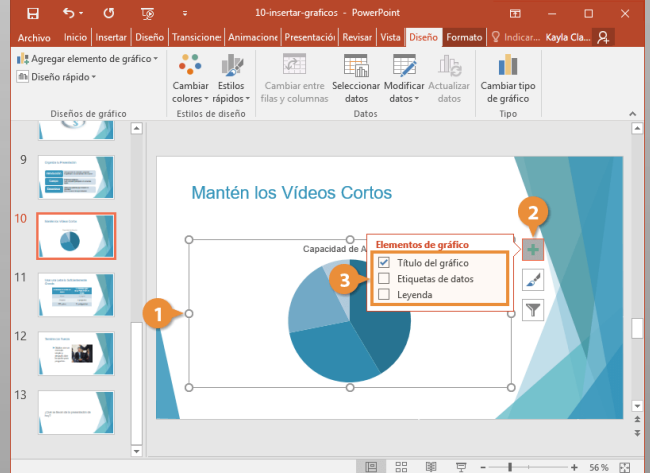 10-insertar-graficos - PowerPoint
Archivo Inicio Insertar Diseño Transiciones Animacione Presentació Revisar Vista Diseño Formato Indicar... Kayla Cla...
Agregar elemento de gráfico
Diseño rápido
Cambiar colores
Estilos rápidos
Cambiar entre filas y columnas
Seleccionar datos
Modificar datos
Actualizar datos
Cambiar tipo de gráfico
Diseños de gráfico
Estilos de diseño
Datos
Tipo
9
10
11
12
13
Mantén los Vídeos Cortos
Capacidad de A
Elementos de gráfico
Título del gráfico
Etiquetas de datos
Leyenda
1
2
3
56 %